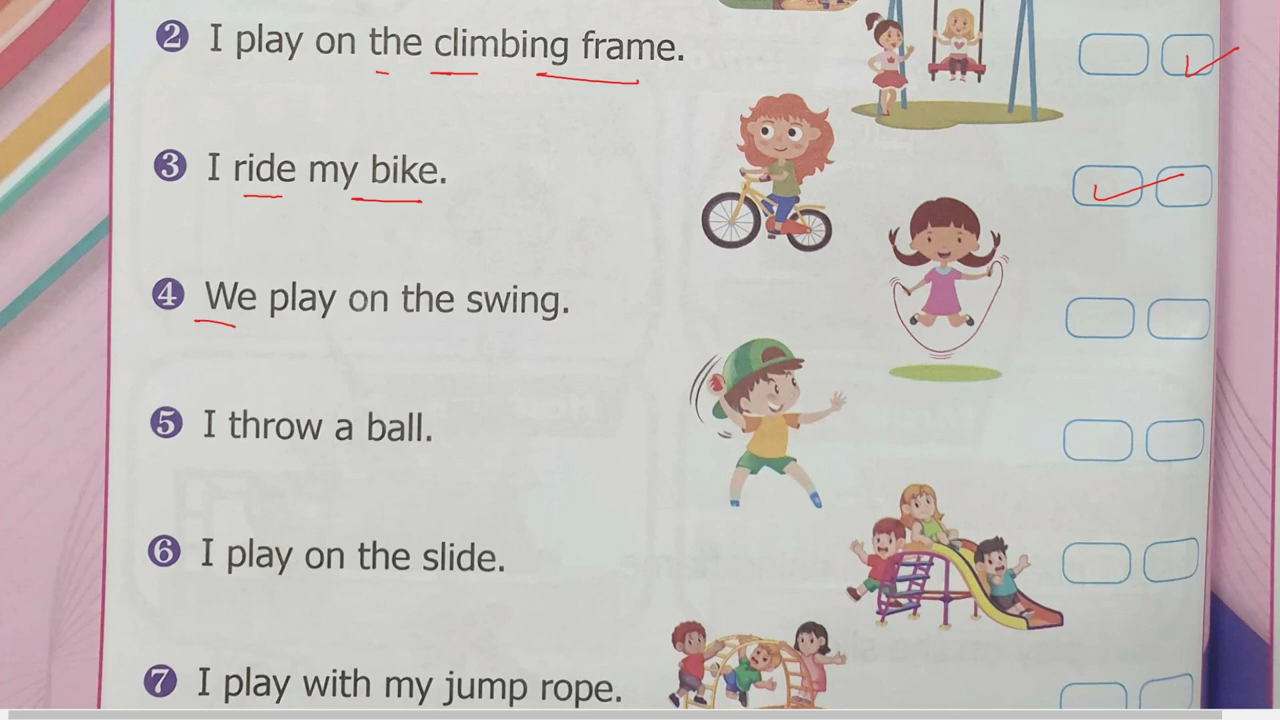 2 I play on the climbing frame.
3 I ride my bike.
4 We play on the swing.
5 I throw a ball.
6 I play on the slide.
7 I play with my jump rope.